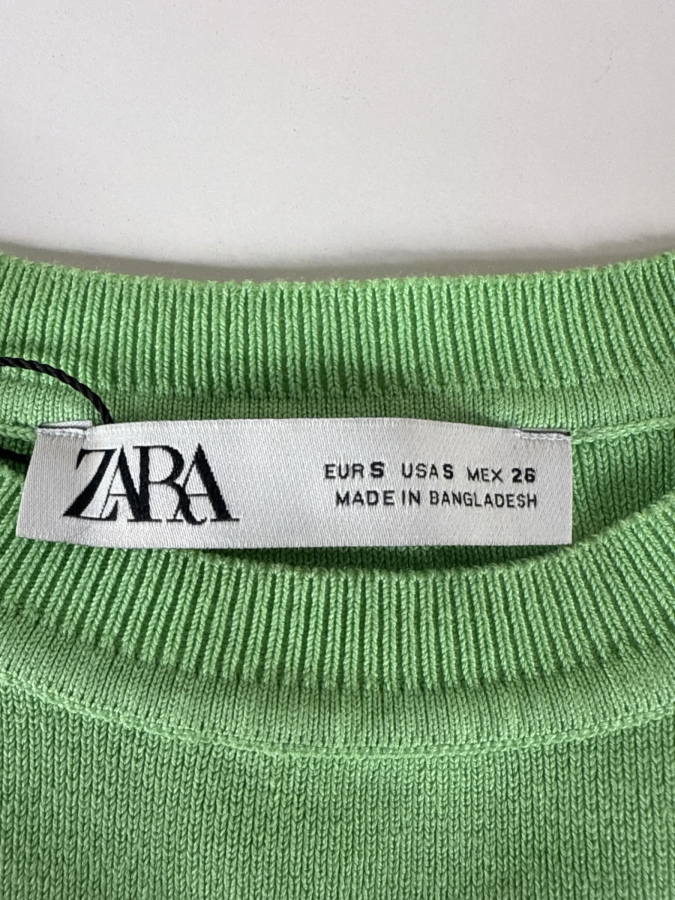 ZARA
EUR S USA S MEX 26
MADE IN BANGLADESH